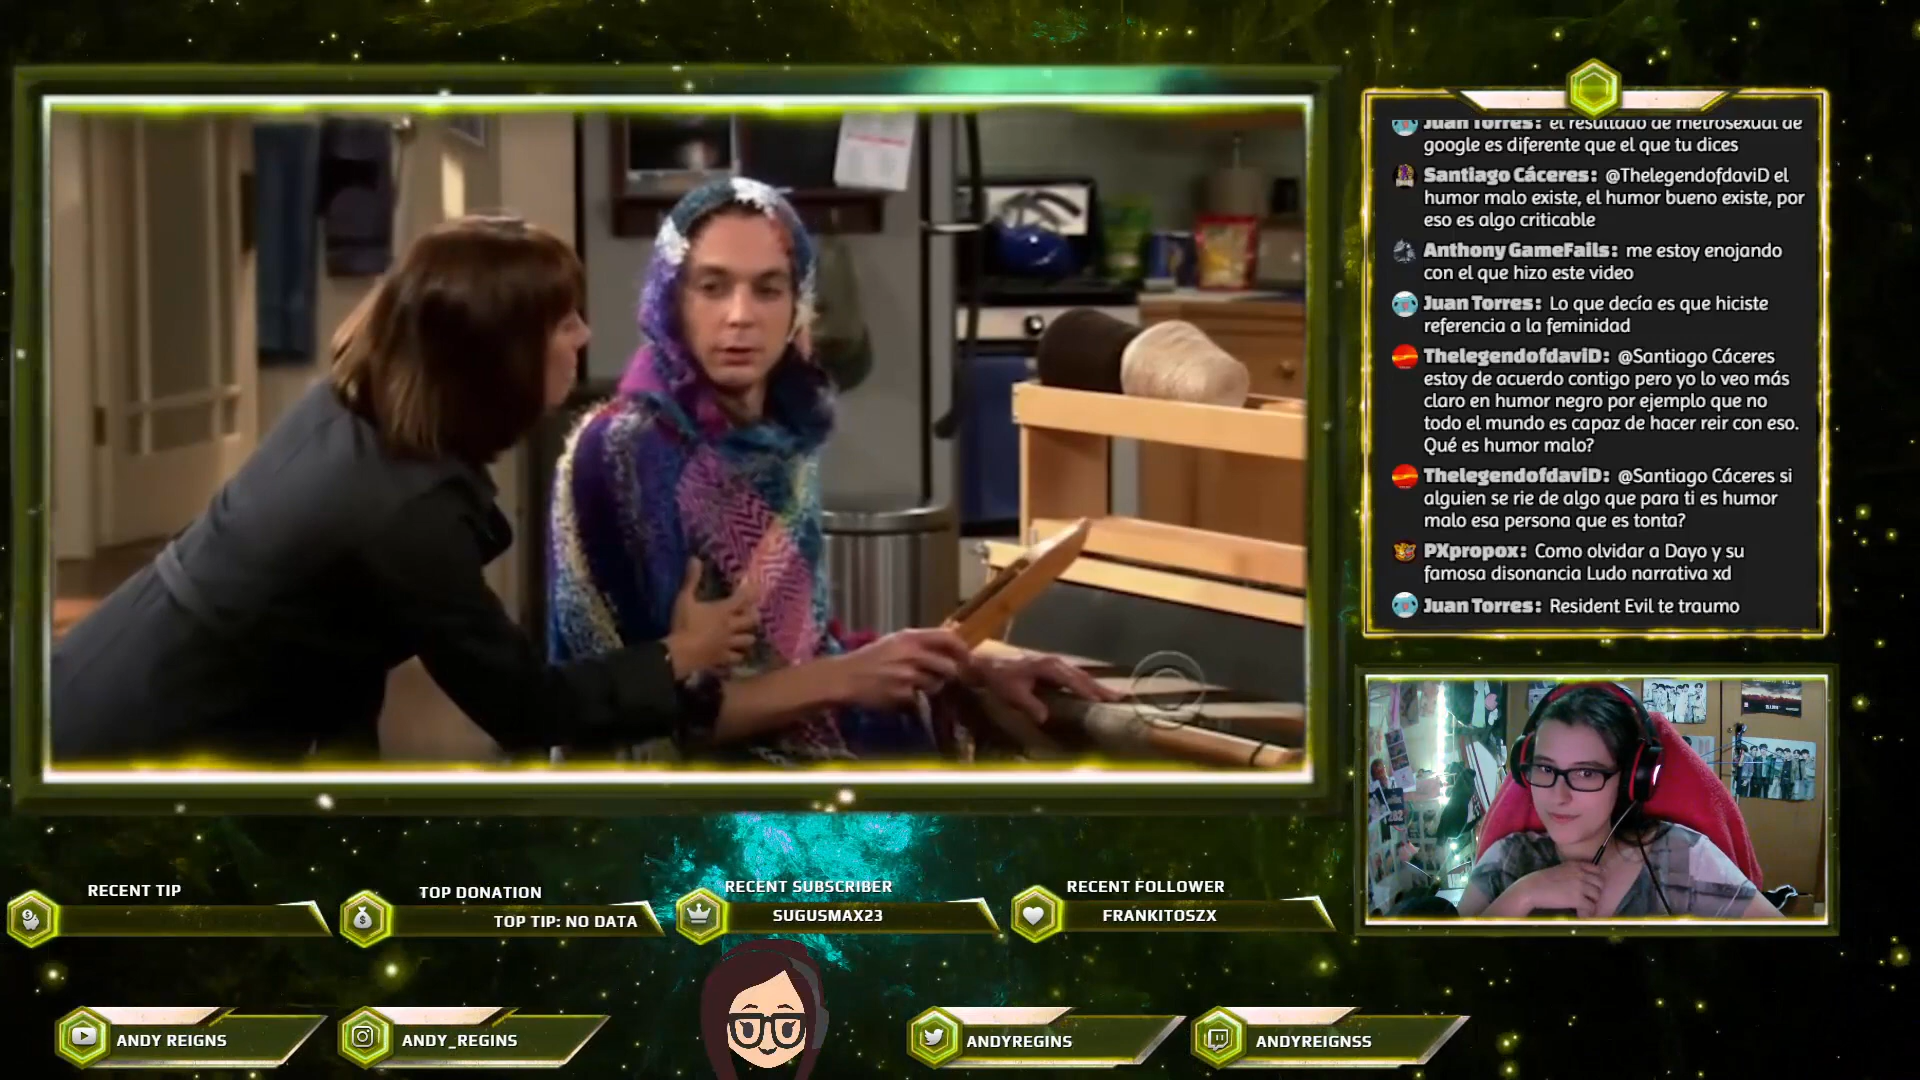 Juan Torres: el resultado de metrosexual de
google es diferente que el que tu dices
Santiago Cáceres: @ThelegendofdaviD el
humor malo existe, el humor bueno existe, por
eso es algo criticable
Anthony GameFails: me estoy enojando
con el que hizo este video
Juan Torres: Lo que decía es que hiciste
referencia a la feminidad
ThelegendofdaviD: @Santiago Cáceres
estoy de acuerdo contigo pero yo lo veo más
claro en humor negro por ejemplo que no
todo el mundo es capaz de hacer reir con eso.
Qué es humor malo?
ThelegendofdaviD: @Santiago Cáceres si
alguien se rie de algo que para ti es humor
malo esa persona que es tonta?
PXpropox: Como olvidar a Dayo y su
famosa disonancia Ludo narrativa xd
Juan Torres: Resident Evil te traumo
RECENT TIP
TOP DONATION
TOP TIP: NO DATA
RECENT SUBSCRIBER
SUGUSMAX23
RECENT FOLLOWER
FRANKITOSZX
ANDY REIGNS
ANDY_REGINS
ANDYREGINS
ANDYREIGNSS